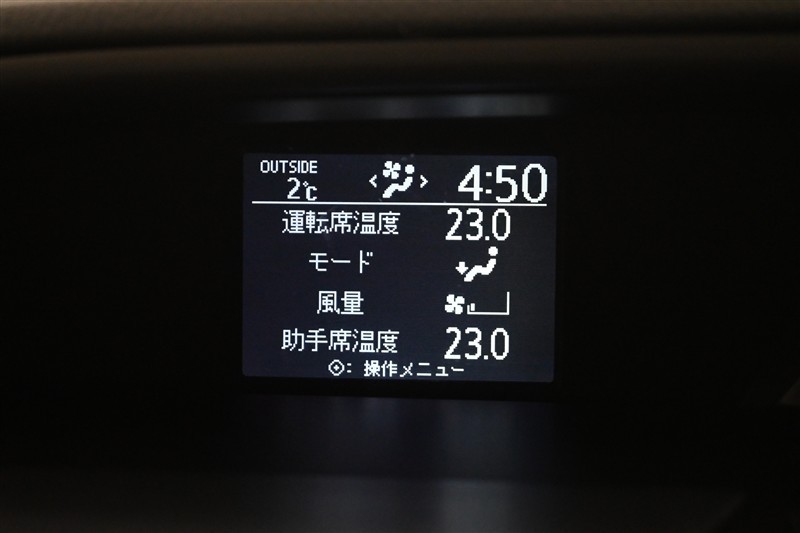 OUTSIDE
2℃ < > 4:50
運転席温度 23.0
モード
風量
助手席温度 23.0
: 操作メニュー